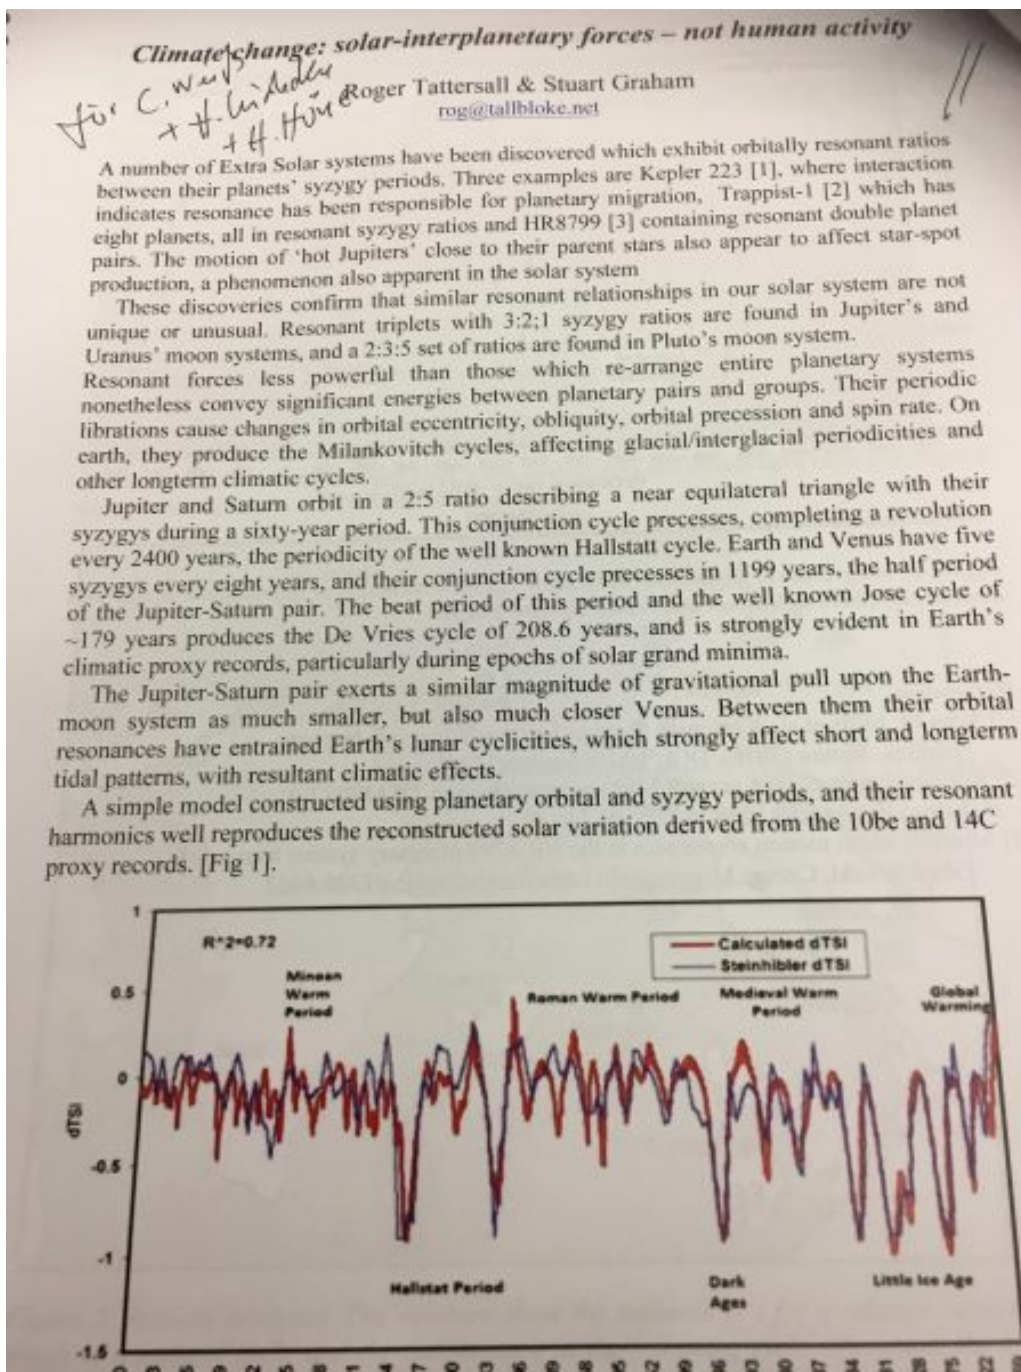 Climate change: solar-interplanetary forces – not human activity
für C.
+ H.
+ H.
Roger Tattersall & Stuart Graham
rog@tallbloke.net
A number of Extra Solar systems have been discovered which exhibit orbitally resonant ratios
between their planets' syzygy periods. Three examples are Kepler 223 [1], where interaction
indicates resonance has been responsible for planetary migration, Trappist-1 [2] which has
eight planets, all in resonant syzygy ratios and HR8799 [3] containing resonant double planet
pairs. The motion of 'hot Jupiters' close to their parent stars also appear to affect star-spot
production, a phenomenon also apparent in the solar system
These discoveries confirm that similar resonant relationships in our solar system are not
unique or unusual. Resonant triplets with 3:2;1 syzygy ratios are found in Jupiter's and
Uranus' moon systems, and a 2:3:5 set of ratios are found in Pluto's moon system.
Resonant forces less powerful than those which re-arrange entire planetary systems
nonetheless convey significant energies between planetary pairs and groups. Their periodic
librations cause changes in orbital eccentricity, obliquity, orbital precession and spin rate. On
earth, they produce the Milankovitch cycles, affecting glacial/interglacial periodicities and
other longterm climatic cycles.
Jupiter and Saturn orbit in a 2:5 ratio describing a near equilateral triangle with their
syzygys during a sixty-year period. This conjunction cycle precesses, completing a revolution
every 2400 years, the periodicity of the well known Hallstatt cycle. Earth and Venus have five
syzygys every eight years, and their conjunction cycle precesses in 1199 years, the half period
of the Jupiter-Saturn pair. The beat period of this period and the well known Jose cycle of
~179 years produces the De Vries cycle of 208.6 years, and is strongly evident in Earth's
climatic proxy records, particularly during epochs of solar grand minima.
The Jupiter-Saturn pair exerts a similar magnitude of gravitational pull upon the Earth-
moon system as much smaller, but also much closer Venus. Between them their orbital
resonances have entrained Earth's lunar cyclicities, which strongly affect short and longterm
tidal patterns, with resultant climatic effects.
A simple model constructed using planetary orbital and syzygy periods, and their resonant
harmonics well reproduces the reconstructed solar variation derived from the 10be and 14C
proxy records. [Fig 1].
1
R^2=0.72
Calculated dTSI
Steinhibler dTSI
Minoan
Warm
Period
Roman Warm Period
Medieval Warm
Period
Global
Warming
0.5
0
dTSI
-0.5
-1
Hallstat Period
Dark
Ages
Little Ice Age
-1.5